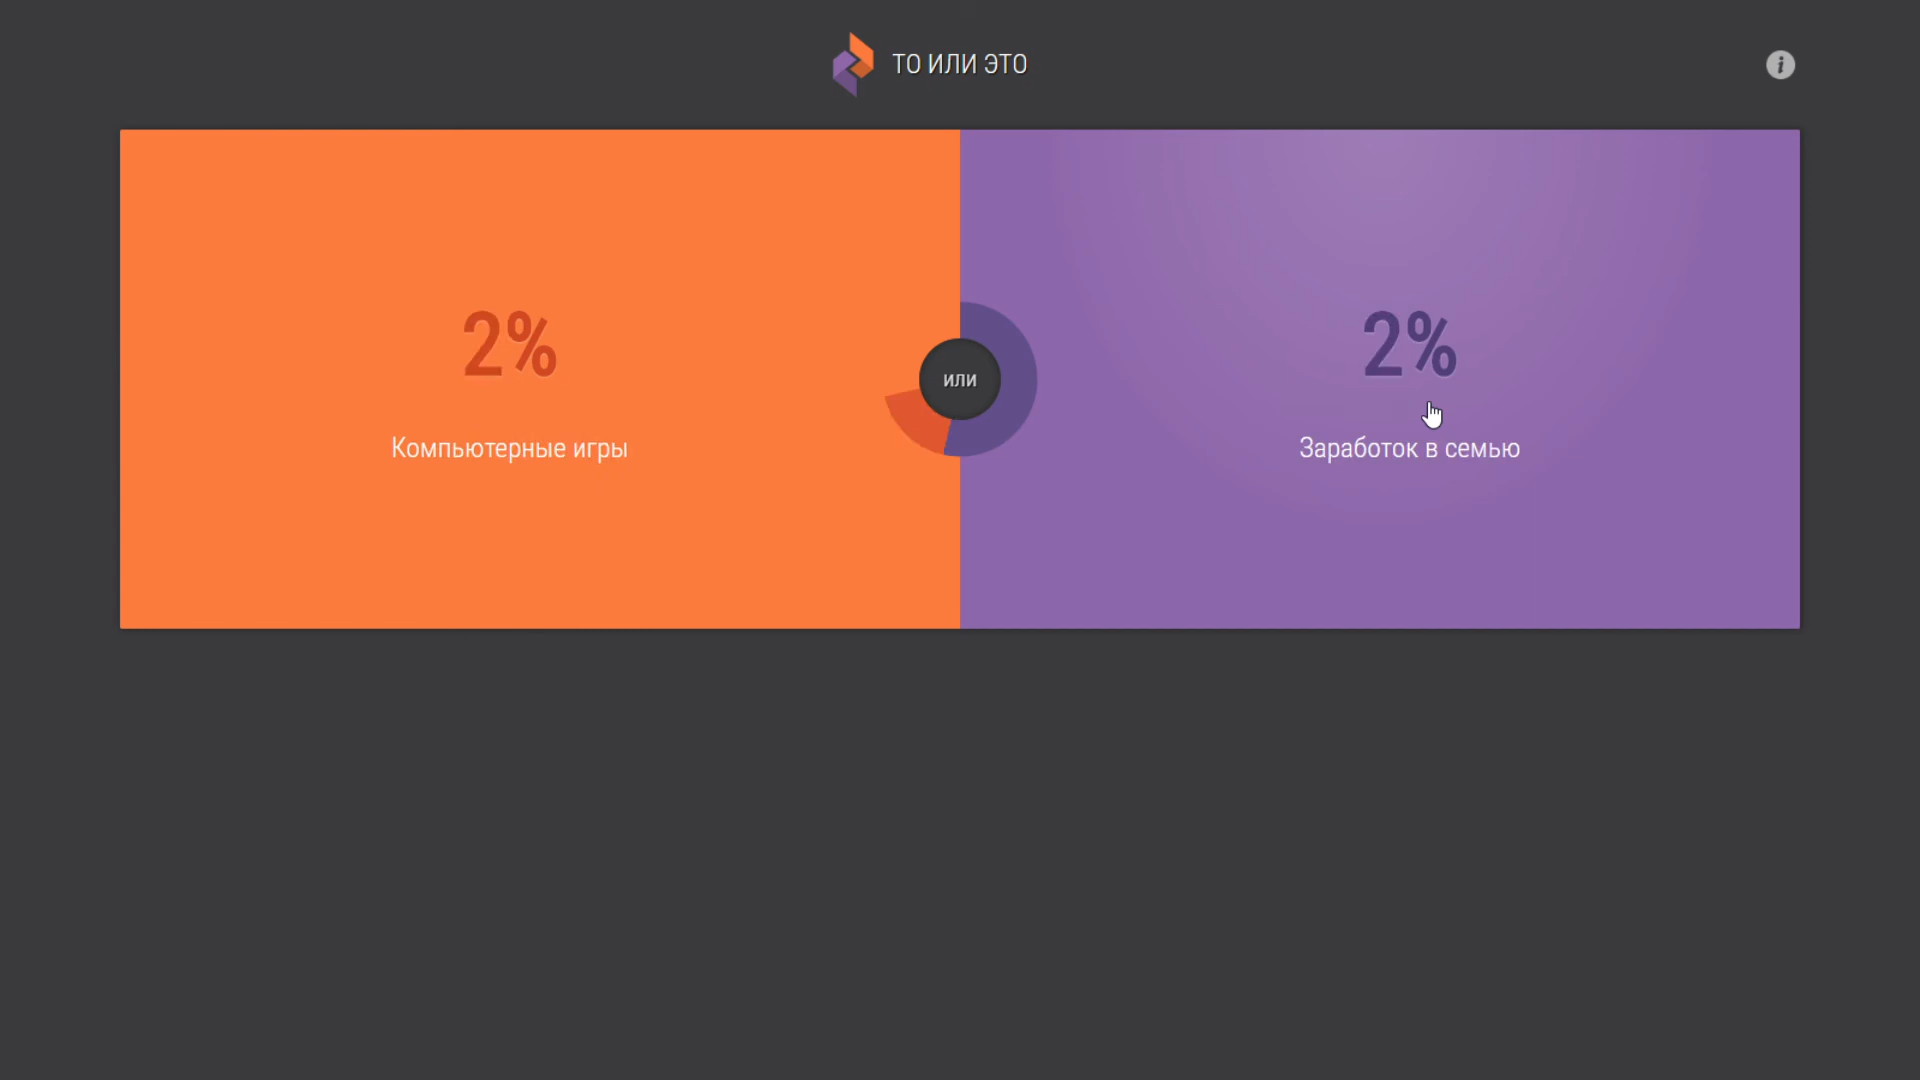 ТО ИЛИ ЭТО
i
2%
Компьютерные игры
или
2%
Заработок в семью